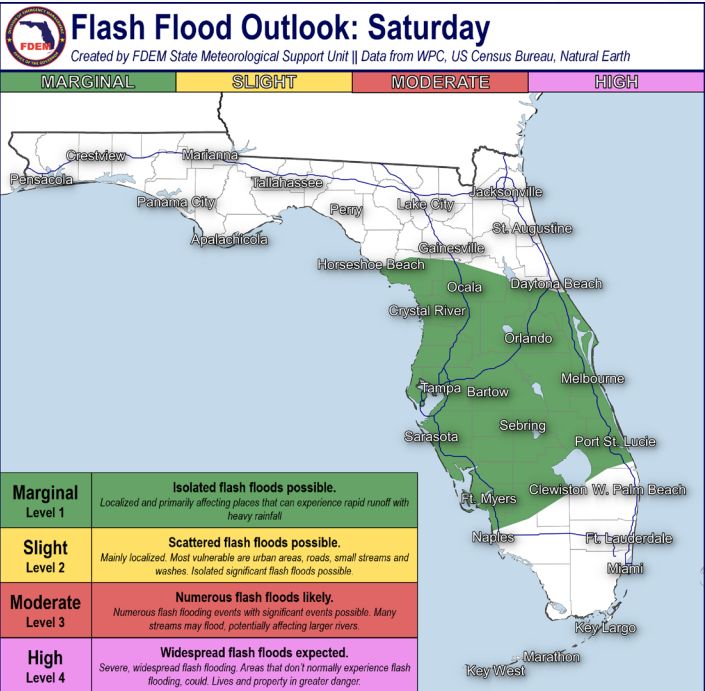 FDEM
Flash Flood Outlook: Saturday
Created by FDEM State Meteorological Support Unit || Data from WPC, US Census Bureau, Natural Earth
MARGINAL
SLIGHT
MODERATE
HIGH
Crestview
Marianna
Pensacola
Tallahassee
Jacksonville
Panama City
Perry
Lake City
St. Augustine
Apalachicola
Gainesville
Horseshoe Beach
Ocala
Daytona Beach
Crystal River
Orlando
Melbourne
Tampa
Bartow
Sebring
Sarasota
Port St. Lucie
Clewiston
W. Palm Beach
Ft. Myers
Naples
Ft. Lauderdale
Miami
Key Largo
Marathon
Key West
Marginal
Level 1
Isolated flash floods possible.
Localized and primarily affecting places that can experience rapid runoff with
heavy rainfall
Slight
Level 2
Scattered flash floods possible.
Mainly localized. Most vulnerable are urban areas, roads, small streams and
washes. Isolated significant flash floods possible.
Moderate
Level 3
Numerous flash floods likely.
Numerous flash flooding events with significant events possible. Many
streams may flood, potentially affecting larger rivers.
High
Level 4
Widespread flash floods expected.
Severe, widespread flash flooding. Areas that don't normally experience flash
flooding, could. Lives and property in greater danger.